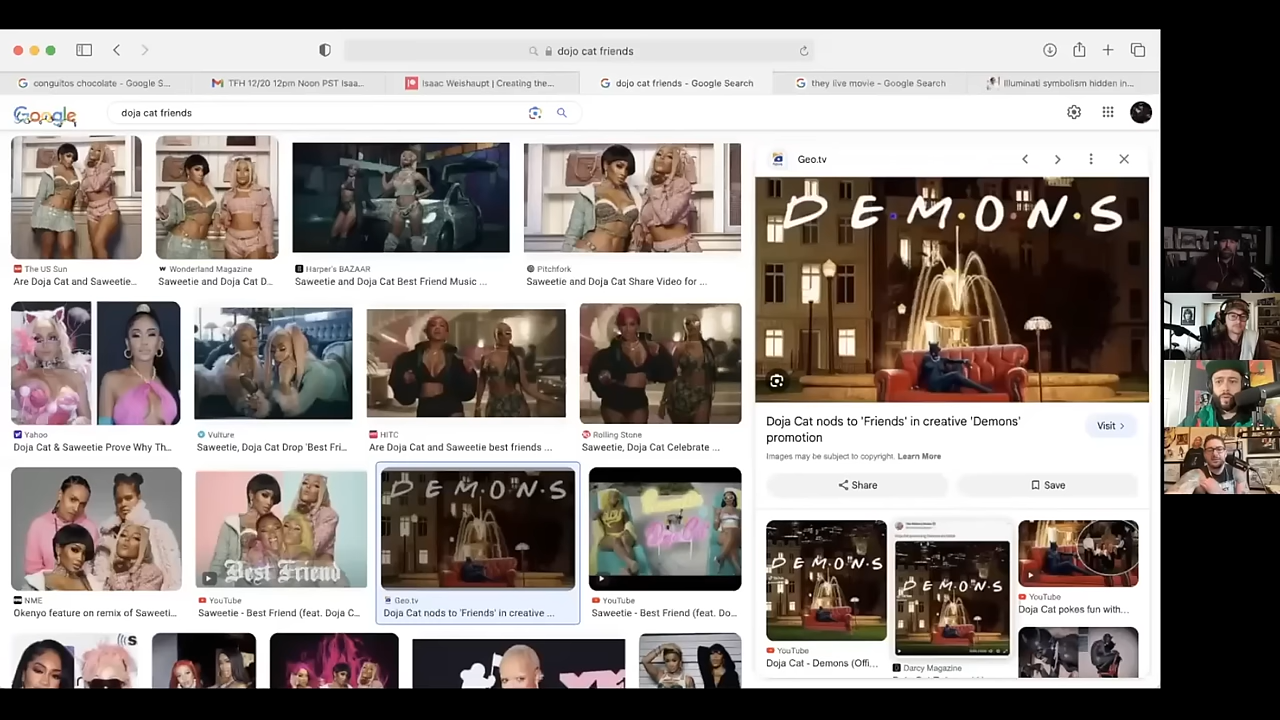 dojo cat friends
conguitos chocolate - Google S...
TFH 12/20 12pm Noon PST Isaa...
Isaac Weishaupt | Creating the...
dojo cat friends - Google Search
they live movie - Google Search
Illuminati symbolism hidden in...
Google
doja cat friends
Geo.tv
DEMONS
The US Sun
Are Doja Cat and Saweetie...
Wonderland Magazine
Saweetie and Doja Cat D...
Harper's BAZAAR
Saweetie and Doja Cat Best Friend Music ...
Pitchfork
Saweetie and Doja Cat Share Video for ...
Yahoo
Doja Cat & Saweetie Prove Why Th...
Vulture
Saweetie, Doja Cat Drop 'Best Fri...
HITC
Are Doja Cat and Saweetie best friends ...
Rolling Stone
Saweetie, Doja Cat Celebrate ...
Doja Cat nods to 'Friends' in creative 'Demons'
promotion
Visit
Images may be subject to copyright. Learn More
Share
Save
DEMONS
Best Friend
NME
Okenyo feature on remix of Saweeti...
YouTube
Saweetie - Best Friend (feat. Doja C...
Geo.tv
Doja Cat nods to 'Friends' in creative ...
YouTube
Saweetie - Best Friend (feat. Do...
DEMONS
YouTube
Doja Cat - Demons (Offi...
DEMONS
Darcy Magazine
YouTube
Doja Cat pokes fun with...